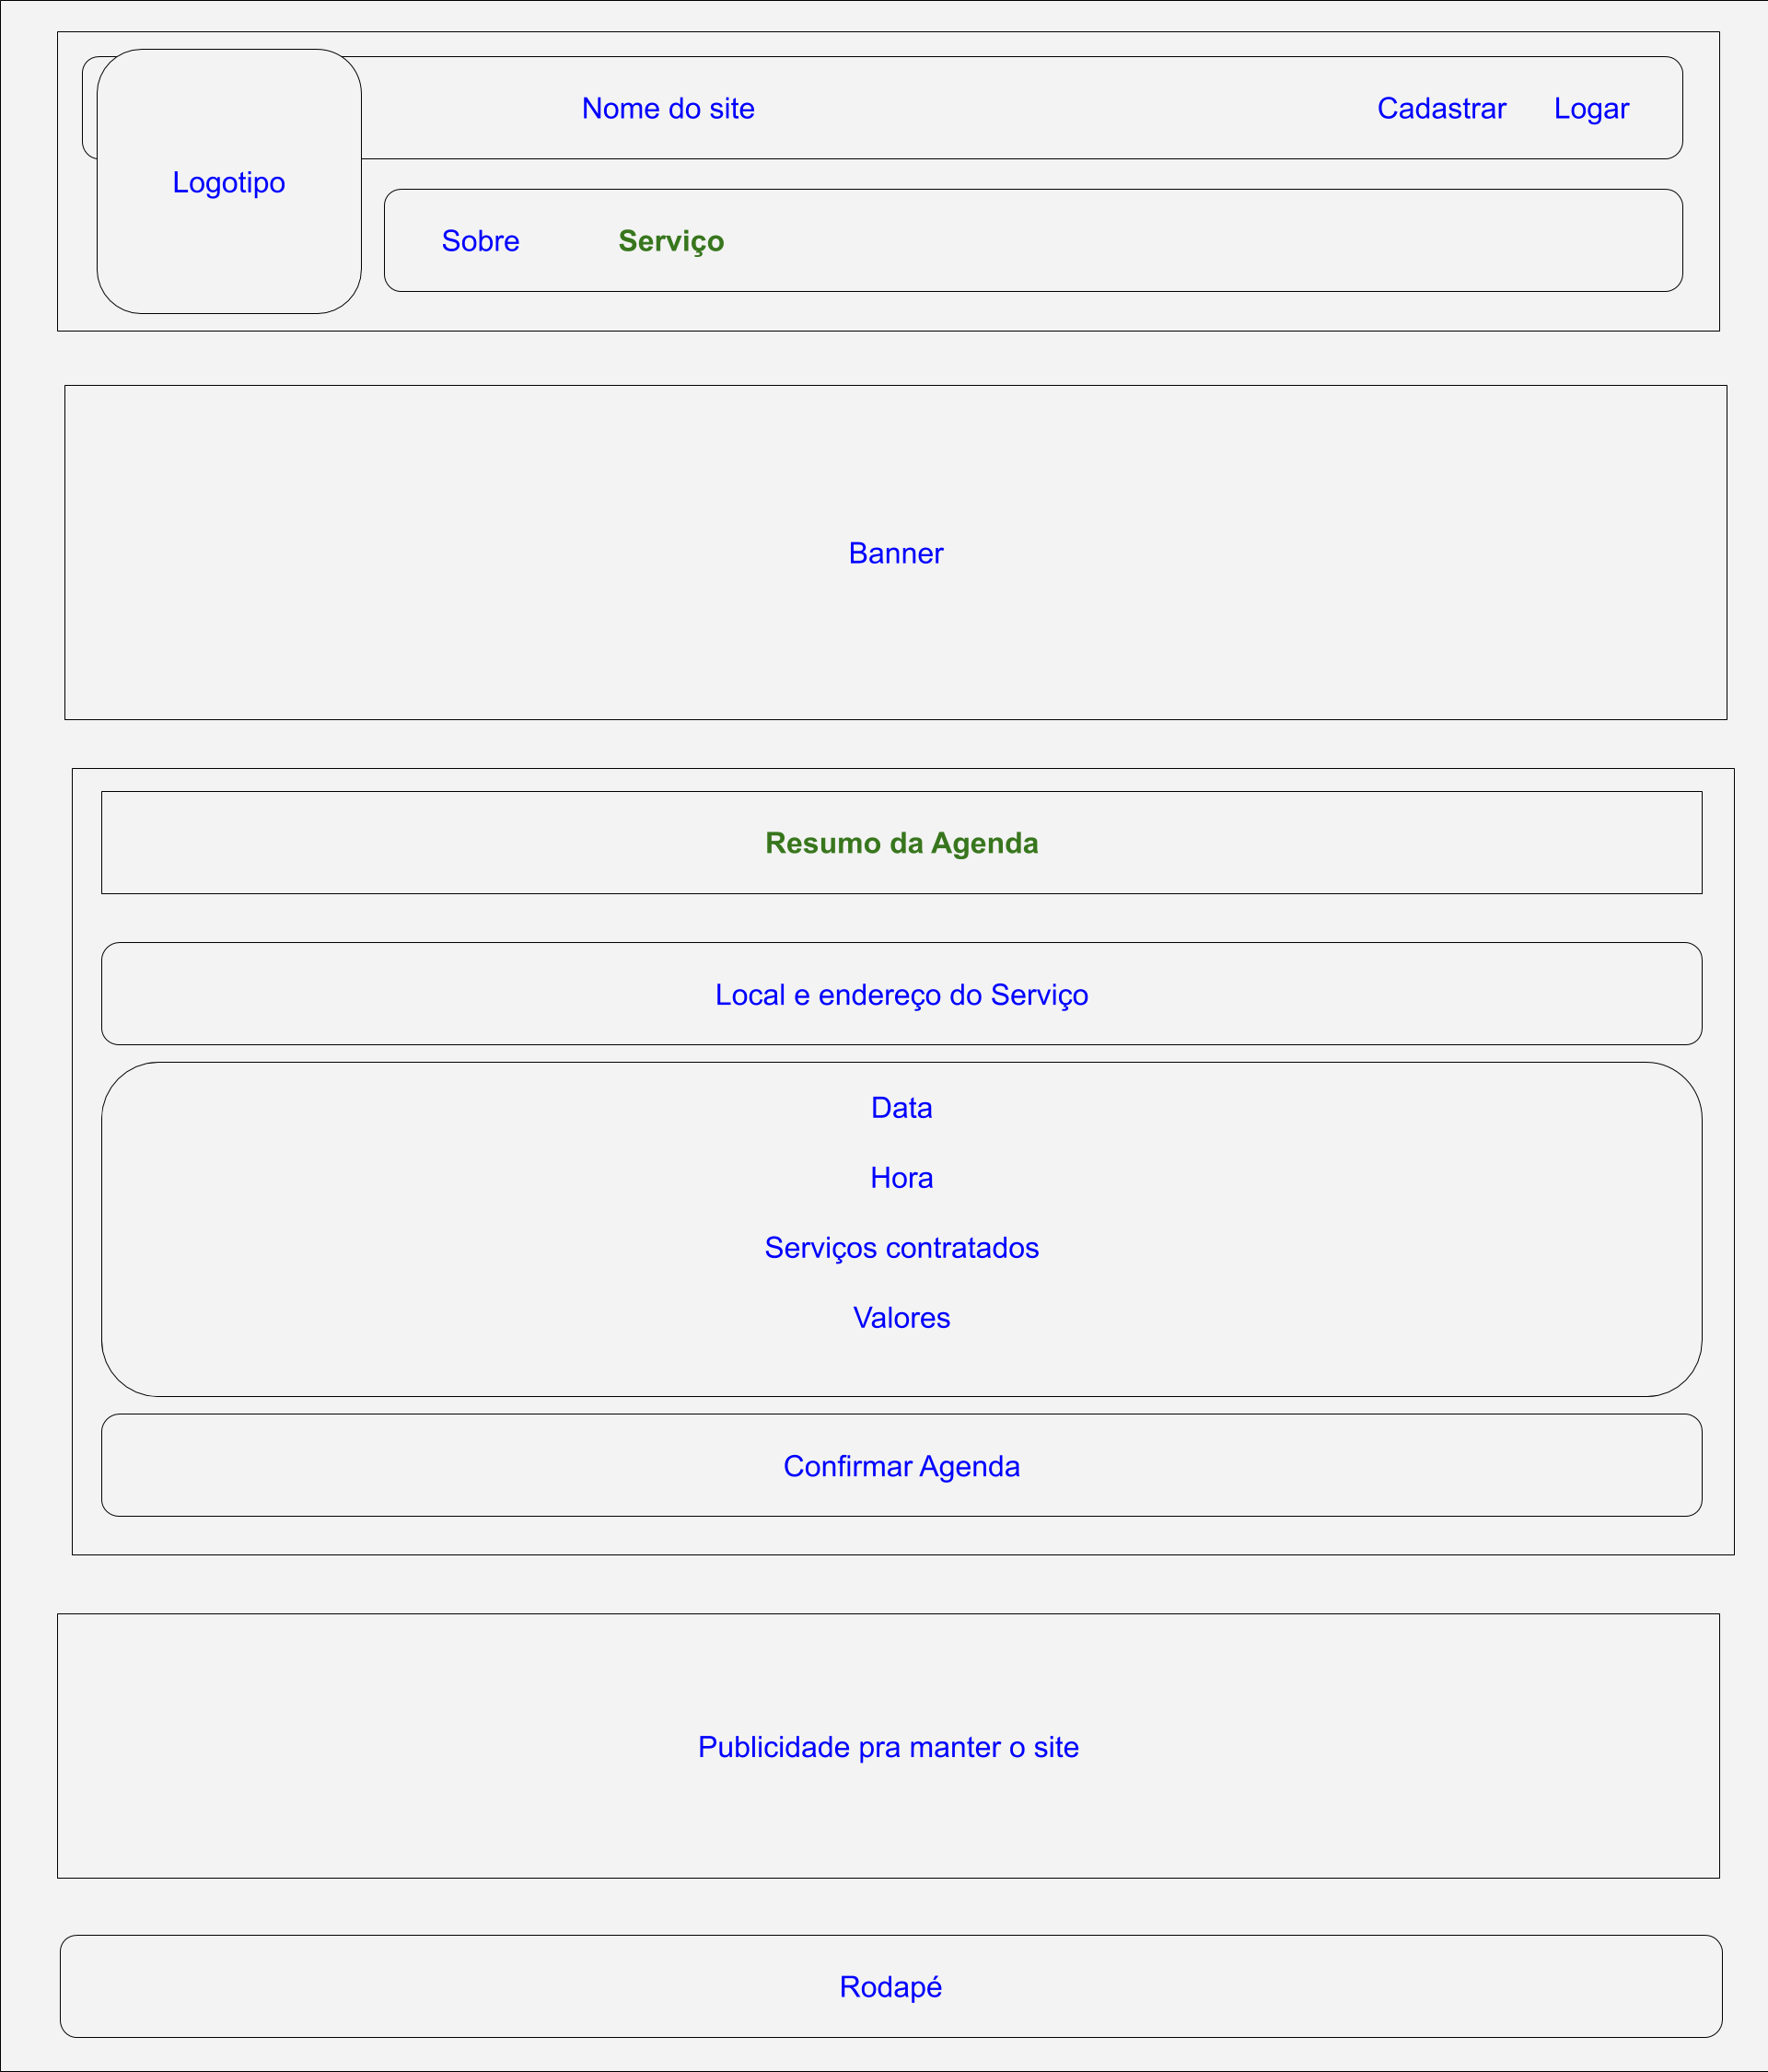 Nome do site
Cadastrar
Logar
Logotipo
Sobre
Serviço
Banner
Resumo da Agenda
Local e endereço do Serviço
Data
Hora
Serviços contratados
Valores
Confirmar Agenda
Publicidade pra manter o site
Rodapé